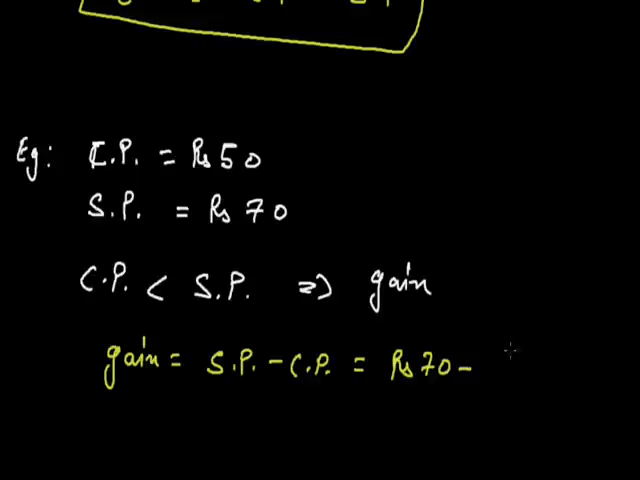 Eg: C.P. = Rs 50
S.P. = Rs 70
C.P. < S.P. => gain
gain = S.P. - C.P. = Rs 70 -